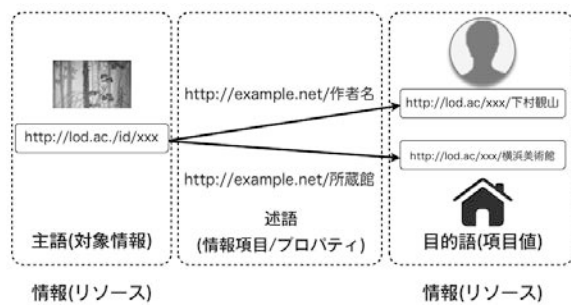 http://lod.ac./id/xxx
主語(対象情報)
http://example.net/作者名
http://example.net/所蔵館
述語
(情報項目/プロパティ)
http://lod.ac/xxx/下村観山
http://lod.ac/xxx/横浜美術館
目的語(項目値)
情報(リソース)
情報(リソース)